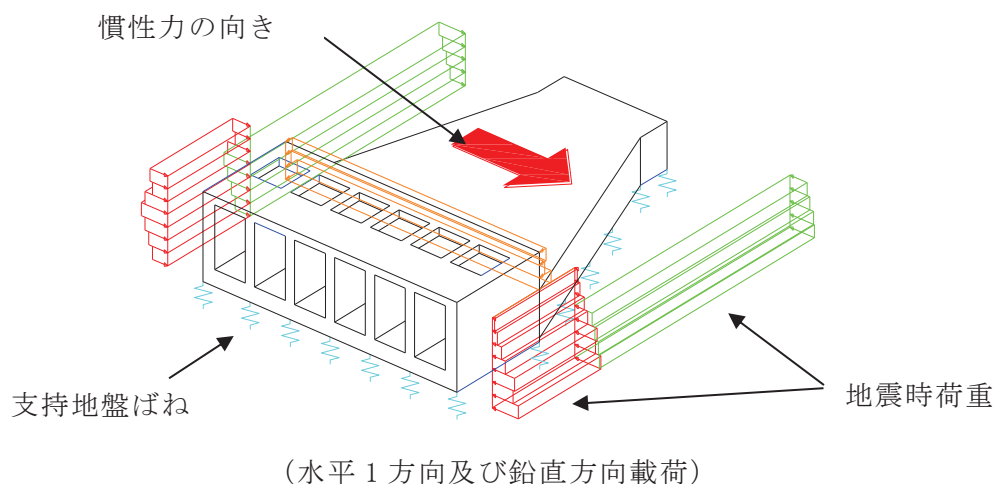 慣性力の向き
支持地盤ばね
地震時荷重
（水平１方向及び鉛直方向載荷）